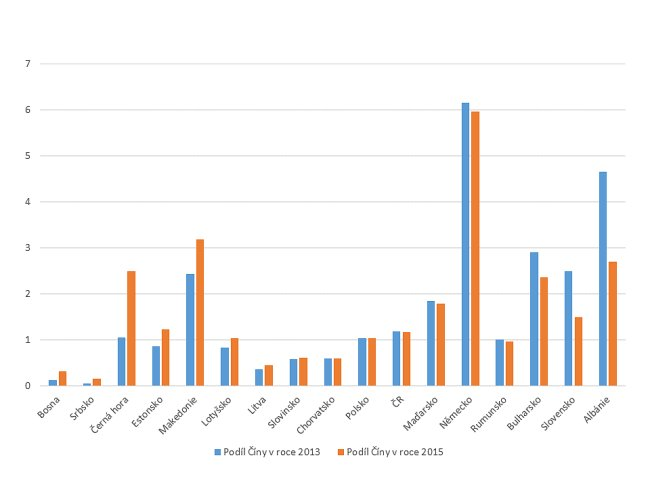 7
6
5
4
3
2
1
0
Bosna
Srbsko
Černá hora
Estonsko
Makedonie
Lotyšsko
Litva
Slovinsko
Chorvatsko
Polsko
ČR
Maďarsko
Německo
Rumunsko
Bulharsko
Slovensko
Albánie
Podíl Číny v roce 2013 Podíl Číny v roce 2015